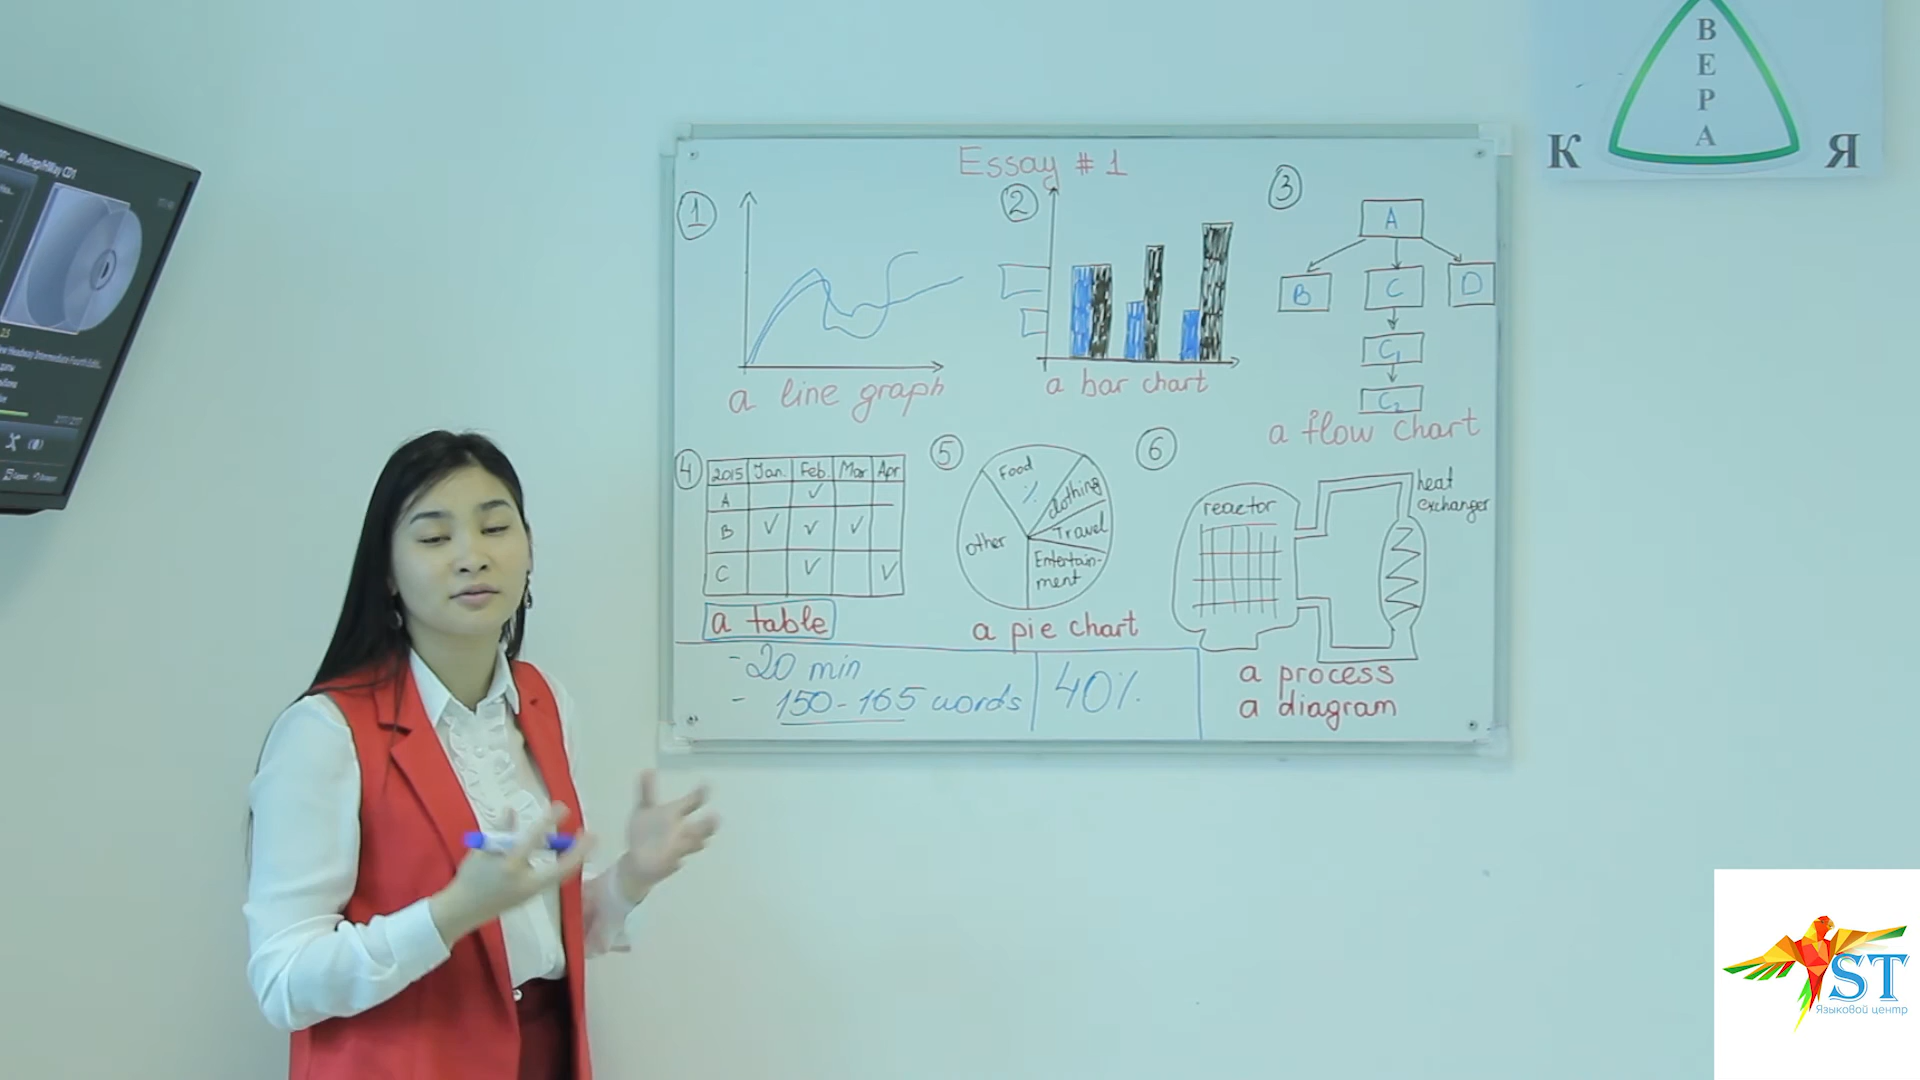 Essay # 1
1
a line graph
2
a bar chart
3
A
B
C
D
C1
C2
a flow chart
4
2015 Jan. Feb. Mar Apr
A ✓
B ✓ ✓ ✓
C ✓ ✓
a table
5
Food
%
clothing
Travel
Entertain-
ment
other
a pie chart
6
reactor
heat
exchanger
a process
a diagram
- 20 min
- 150 - 165 words
40%
В
Е
Р
А
К
Я
CD1
ST
Языковой центр